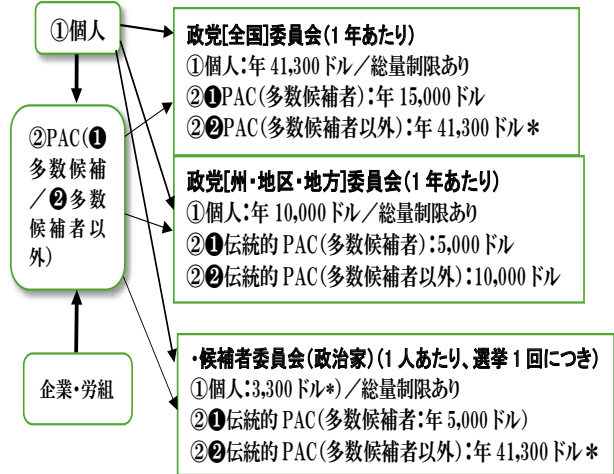 ①個人
政党[全国]委員会(1年あたり)
①個人:年 41,300ドル/総量制限あり
②❶PAC(多数候補者):年 15,000ドル
②❷PAC(多数候補者以外):年 41,300ドル*
②PAC(❶
多数候補
/❷多数
候補者以
外)
政党[州・地区・地方]委員会(1年あたり)
①個人:年 10,000ドル/総量制限あり
②❶伝統的PAC(多数候補者):5,000ドル
②❷伝統的PAC(多数候補者以外):10,000ドル
企業・労組
・候補者委員会(政治家)(1人あたり、選挙1回につき)
①個人:3,300ドル*)/総量制限あり
②❶伝統的PAC(多数候補者:年 5,000ドル)
②❷伝統的PAC(多数候補者以外):年 41,300ドル*